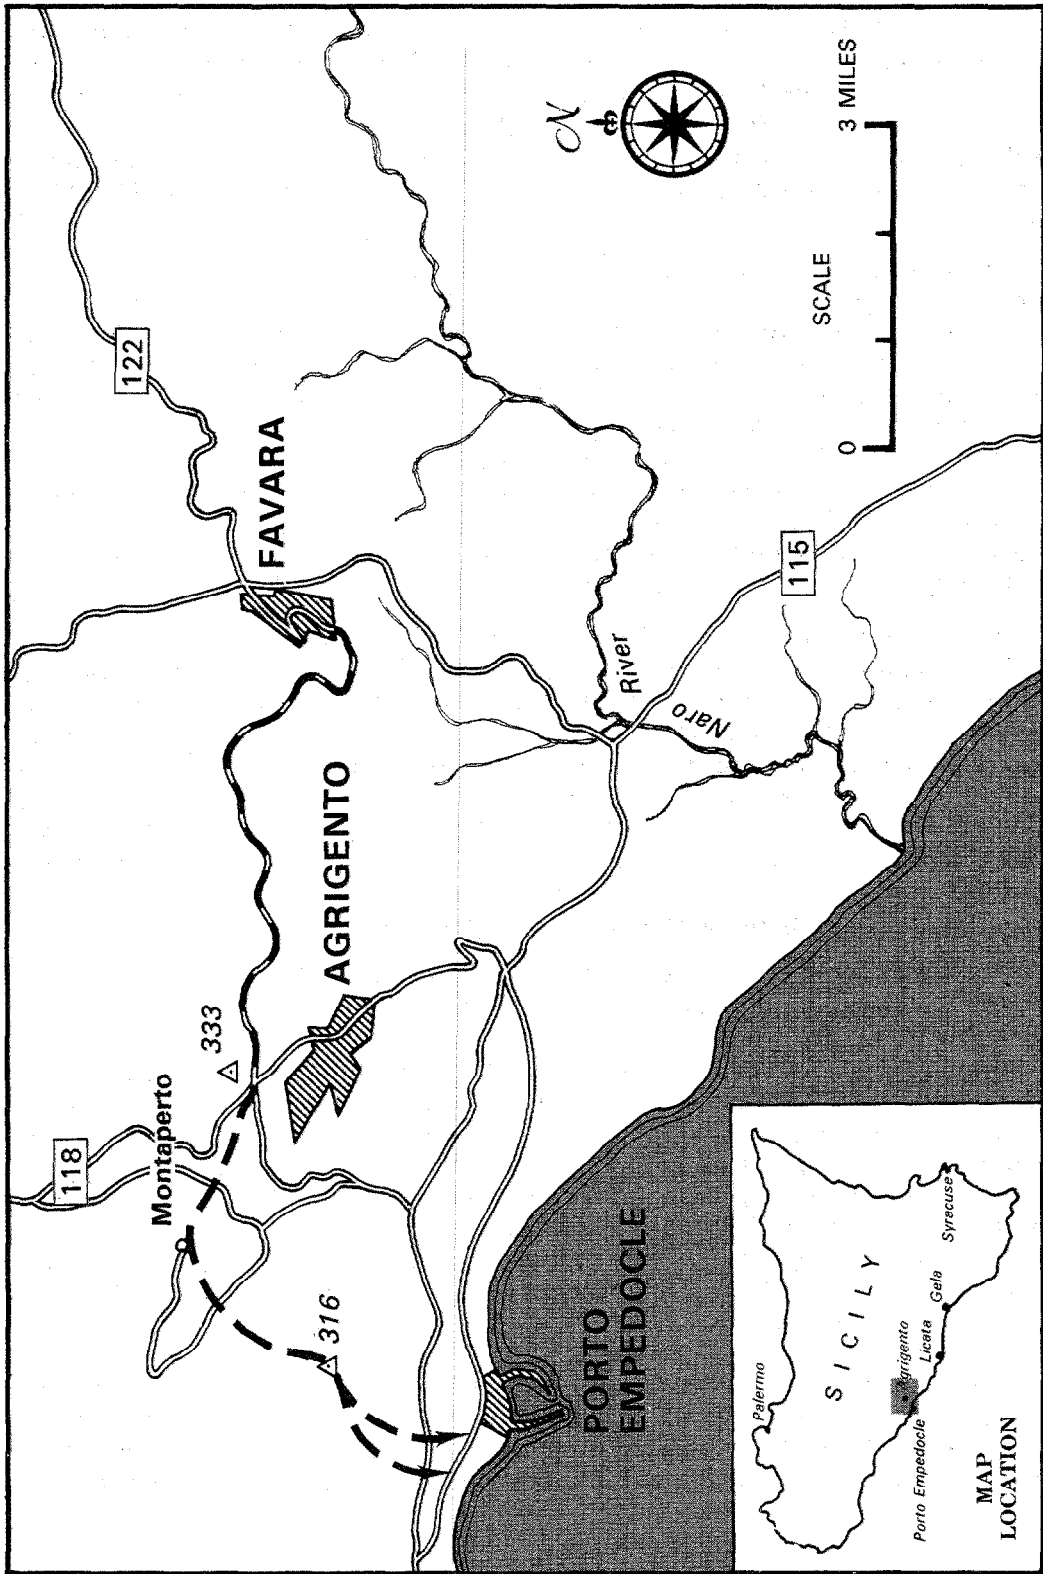 118
Montaperto
333
316
AGRIGENTO
FAVARA
122
PORTO
EMPEDOCLE
Naro
River
115
N
SCALE
0
3 MILES
Palermo
SICILY
Porto Empedocle
Agrigento
Licata
Gela
Syracuse
MAP
LOCATION